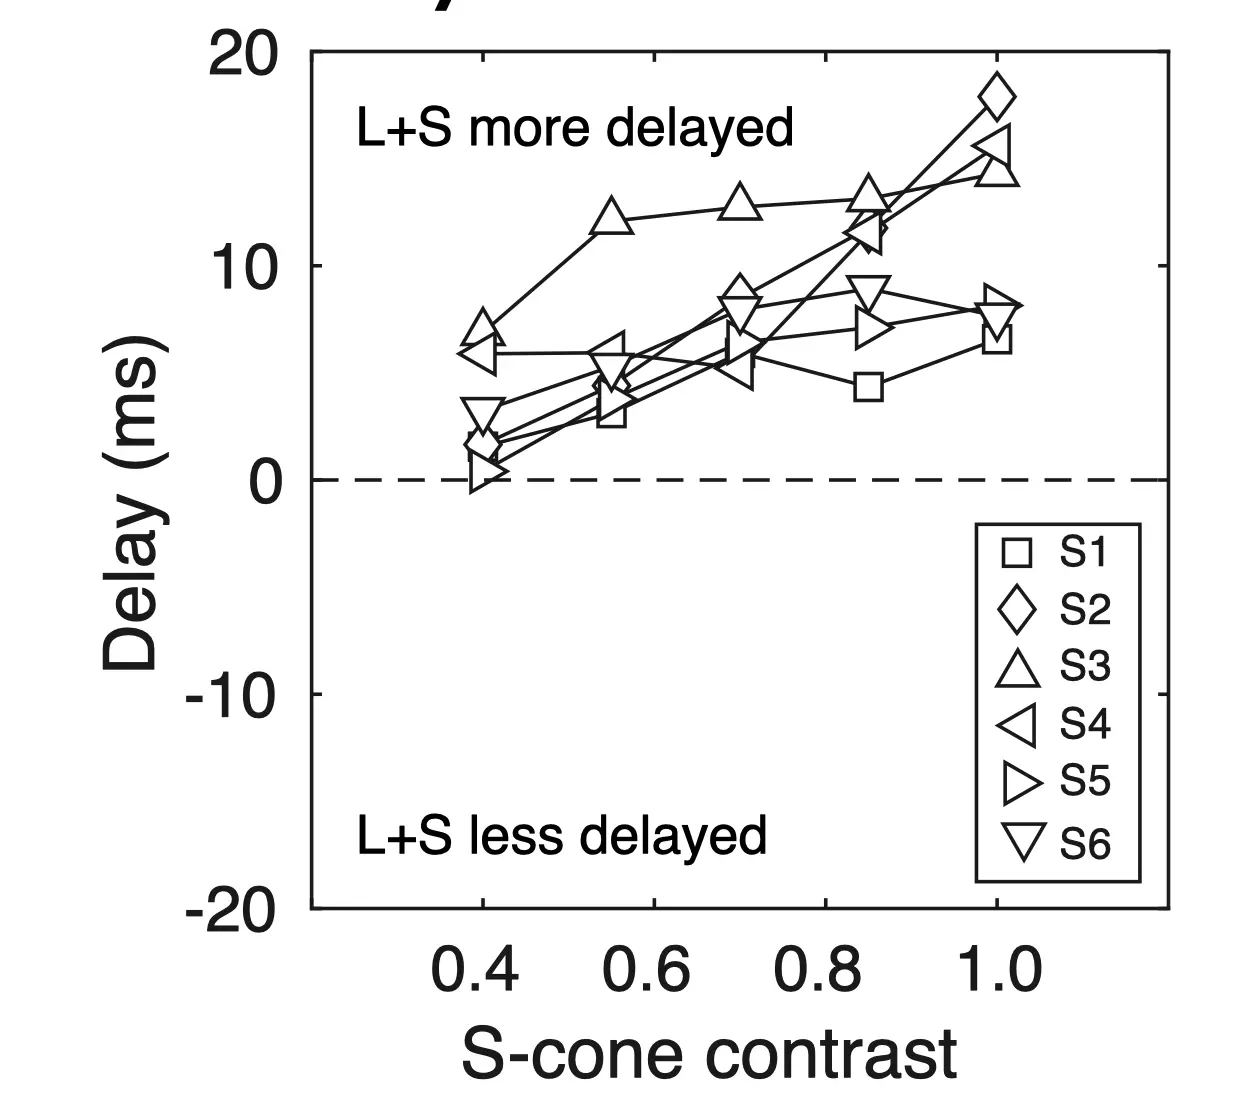 20
L+S more delayed
10
0
Delay (ms)
-10
-20
S1
S2
S3
S4
S5
S6
L+S less delayed
0.4 0.6 0.8 1.0
S-cone contrast